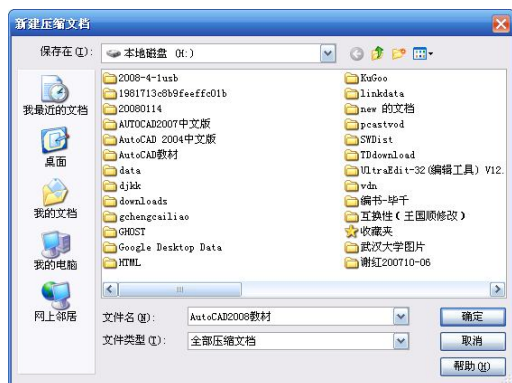 新建压缩文档
保存在(I):
本地磁盘 (H:)
我最近的文档
桌面
我的文档
我的电脑
网上邻居
2008-4-1usb
1981713c8b9feeffc01b
20080114
AUTOCAD2007中文版
AutoCAD 2004中文版
AutoCAD教材
data
djkk
downloads
gchengcailiao
GHOST
Google Desktop Data
HTML
KuGoo
linkdata
new 的文档
pcastvod
SWDist
TDdownload
UltraEdit-32(编辑工具) V12.
vdn
编书-毕千
互换性(王国顺修改)
收藏夹
武汉大学图片
谢红200710-06
文件名(N):
AutoCAD2008教材
确定
文件类型(T):
全部压缩文档
取消
帮助(H)